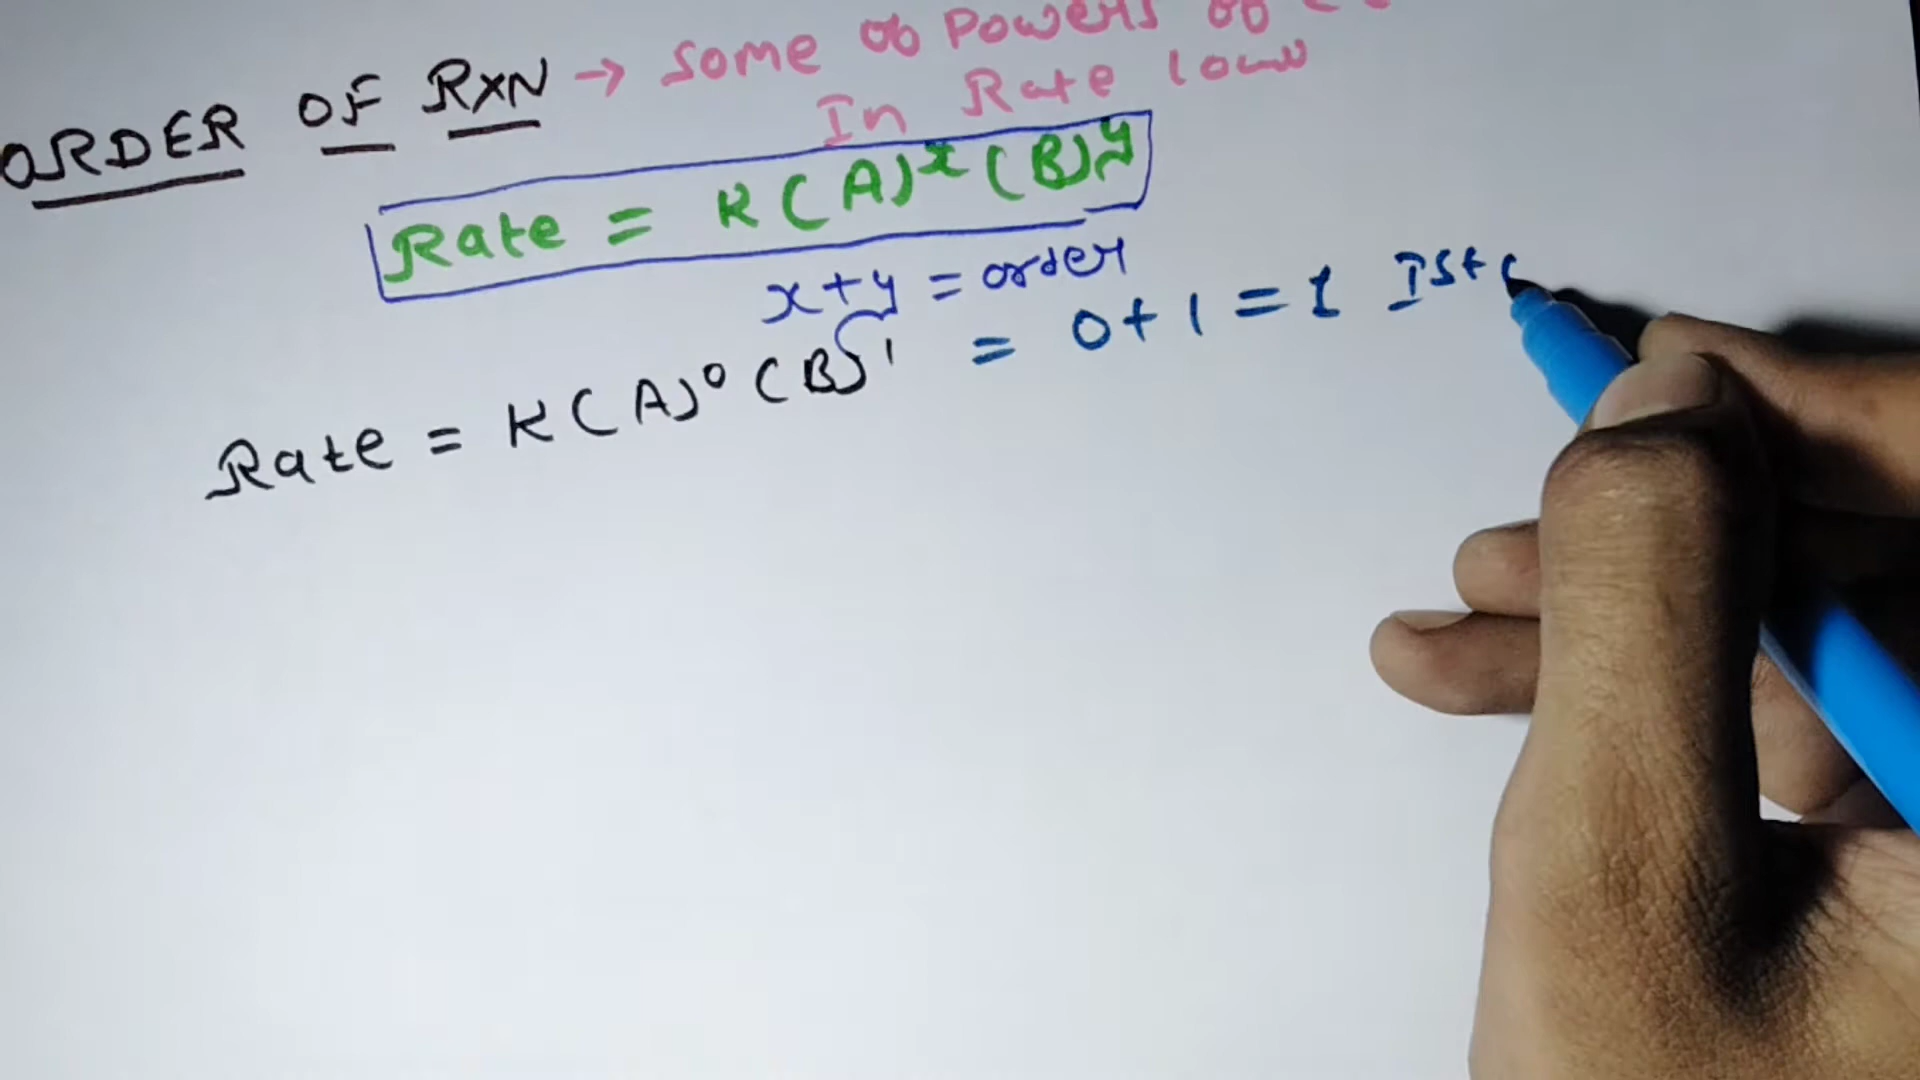 ORDER OF RXN → Some of Powers of
In Rate law
Rate = K(A)ˣ(B)ʸ
x+y = order
Rate = K(A)⁰(B)¹ = 0+1=1 Ist